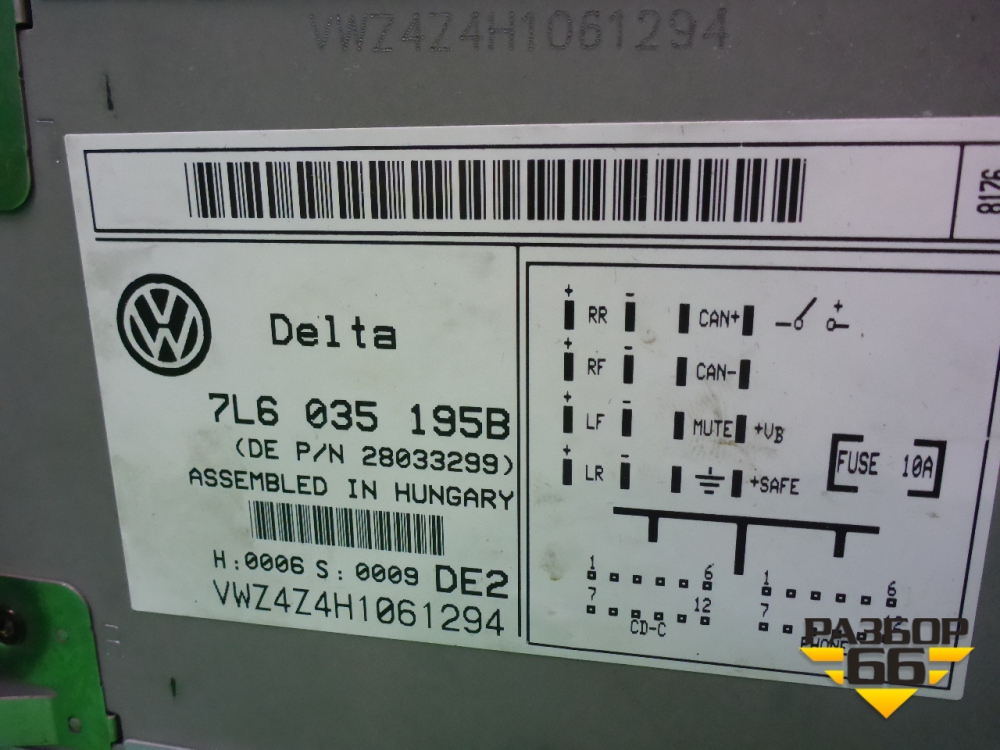 VWZ4Z4H1061294
8176
Delta
7L6 035 195B
(DE P/N 28033299)
ASSEMBLED IN HUNGARY
H:0006 S:0009 DE2
VWZ4Z4H1061294
+ RR - CAN+ +
+ RF - CAN-
+ LF - MUTE +VB
+ LR - +SAFE
FUSE 10A
1 6 1 6
7 12 7
CD-C
PHONE
РАЗБОР
66